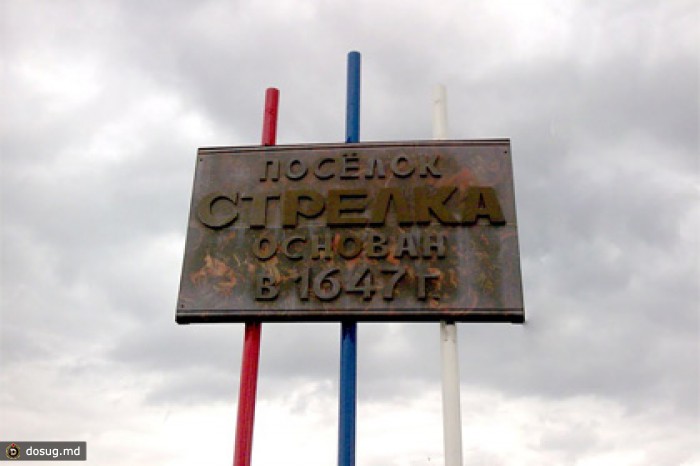 ПОСЁЛОК
СТРЕЛКА
ОСНОВАН
В 1647 Г
dosug.md